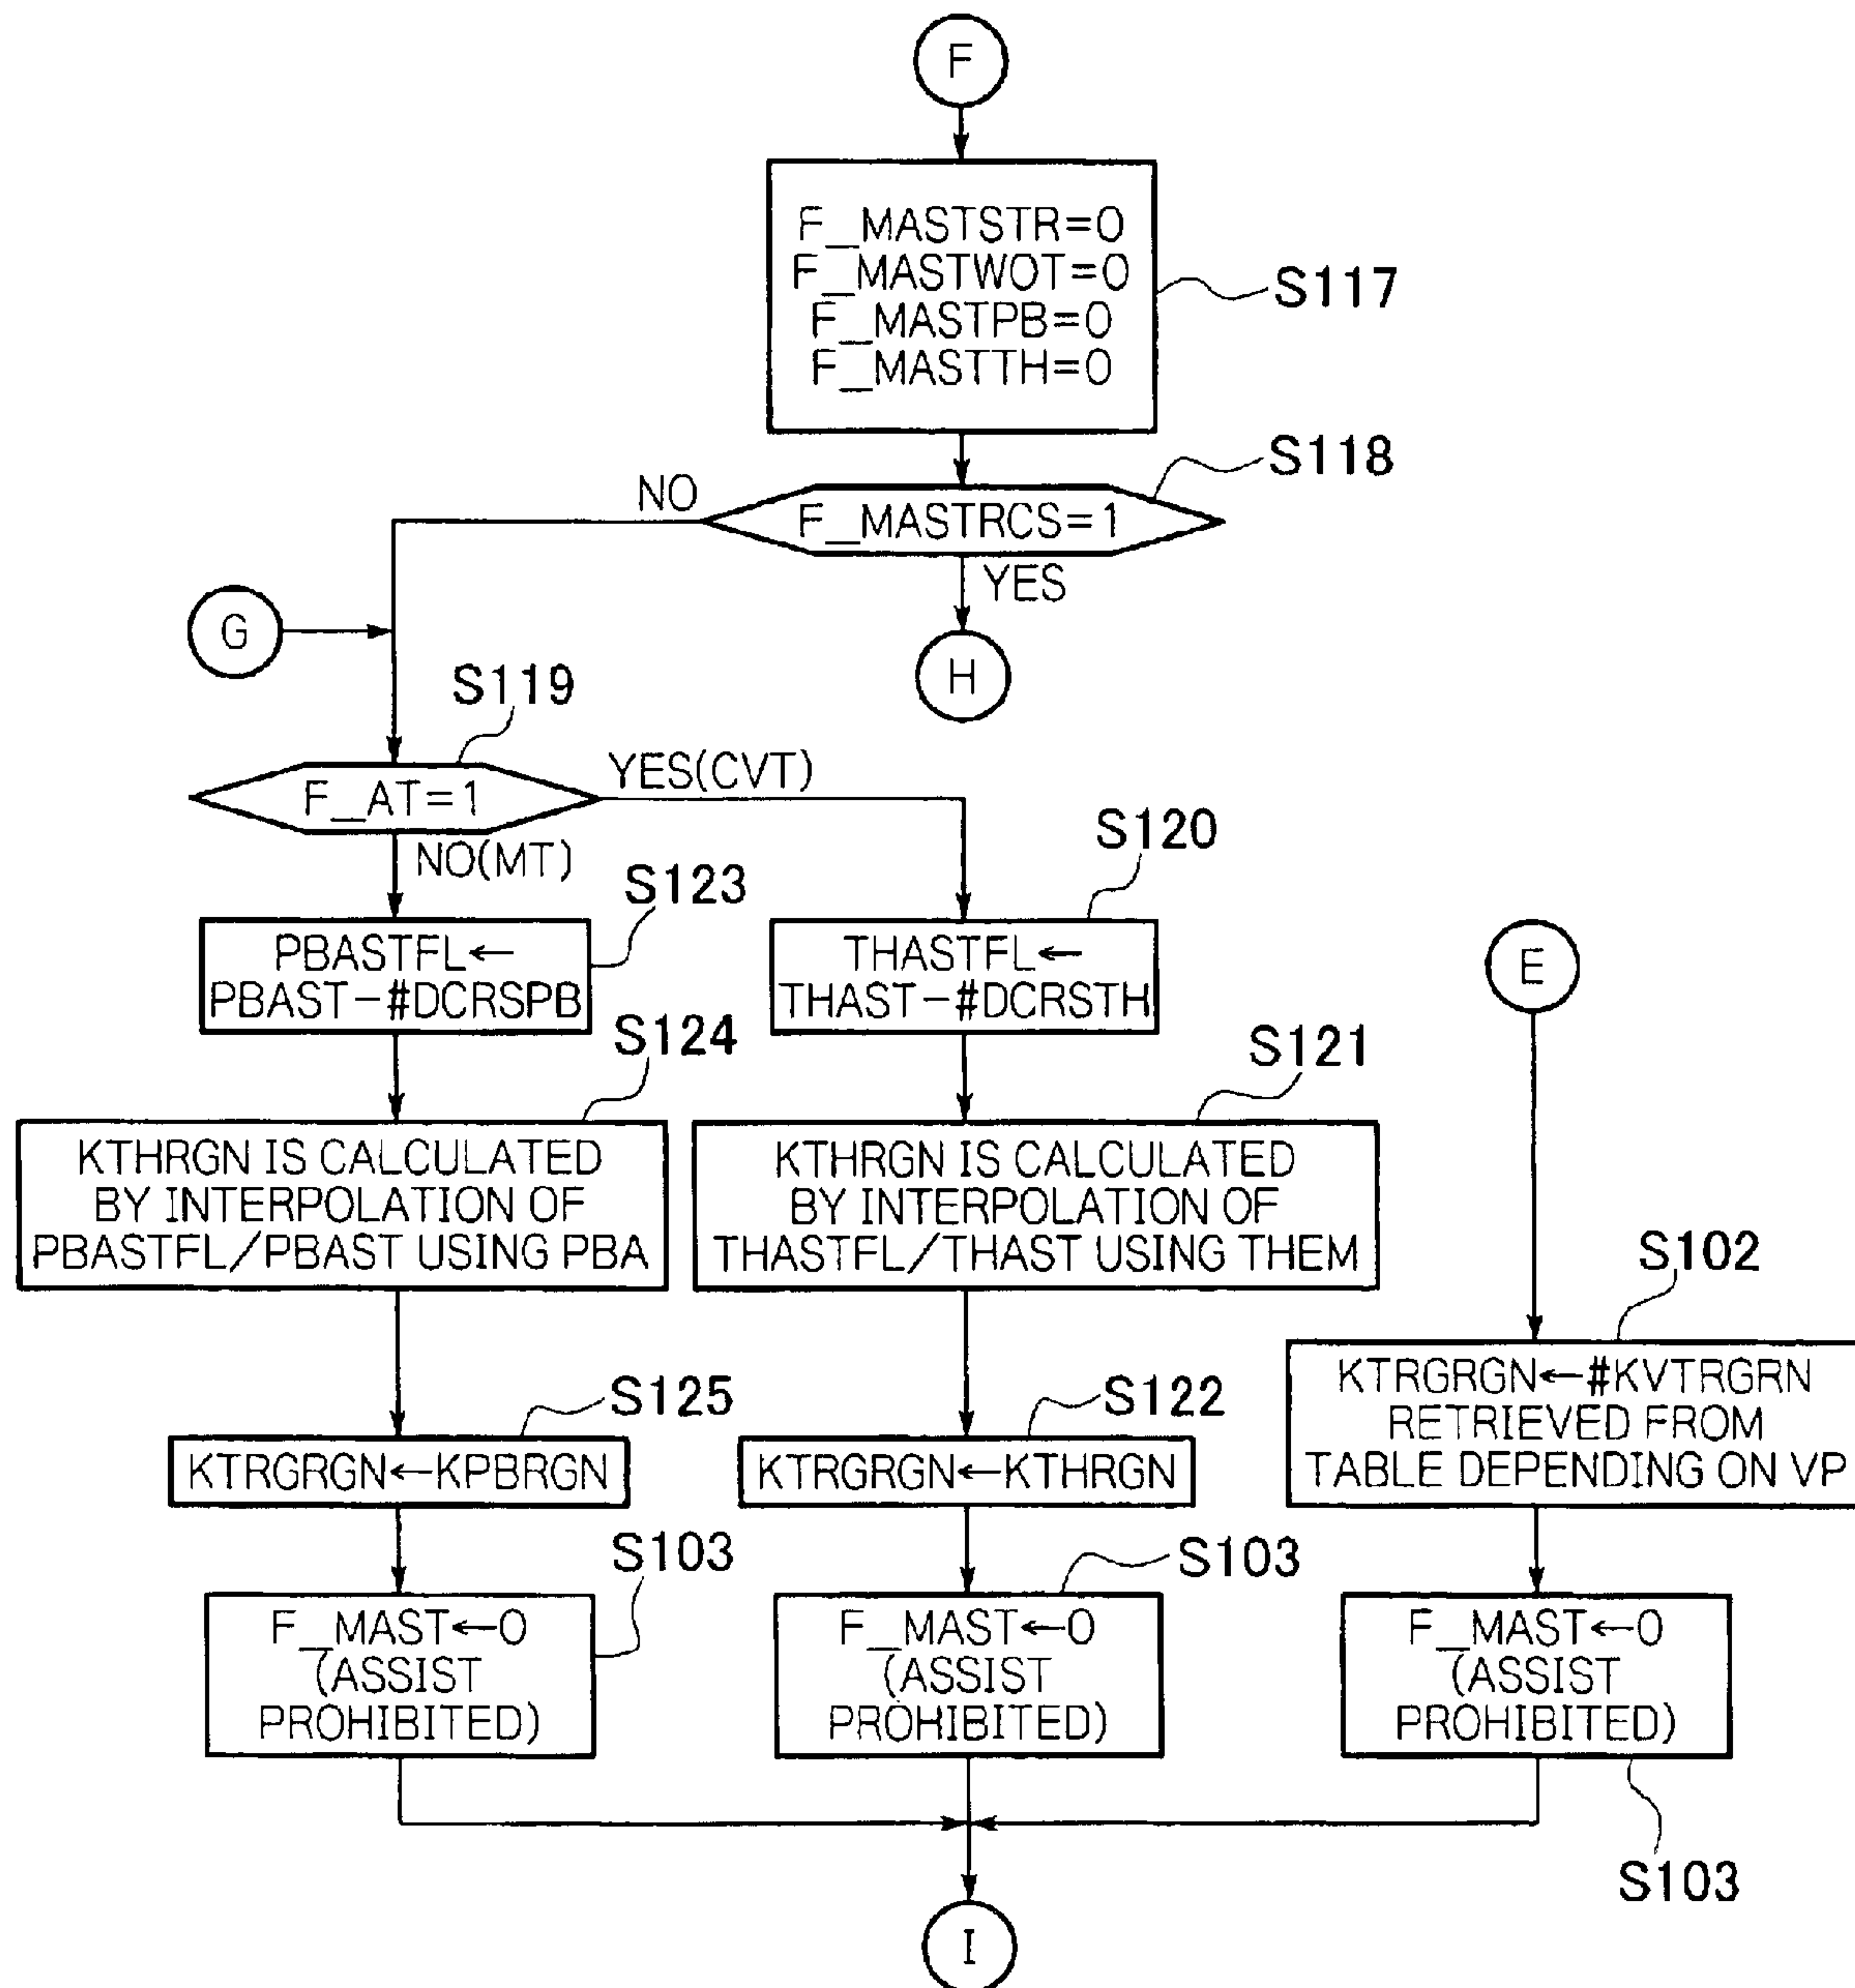 F
F_MASTSTR=0
F_MASTWOT=0
F_MASTPB=0
F_MASTTH=0
S117
S118
NO
F_MASTRCS=1
YES
G
H
S119
F_AT=1
YES(CVT)
NO(MT)
S123
PBASTFL←
PBAST-#DCRSPB
S120
THASTFL←
THAST-#DCRSTH
E
S124
KTHRGN IS CALCULATED
BY INTERPOLATION OF
PBASTFL/PBAST USING PBA
S121
KTHRGN IS CALCULATED
BY INTERPOLATION OF
THASTFL/THAST USING THEM
S102
KTRGRGN←#KVTRGRN
RETRIEVED FROM
TABLE DEPENDING ON VP
S125
KTRGRGN←KPBRGN
S122
KTRGRGN←KTHRGN
S103
F_MAST←0
(ASSIST
PROHIBITED)
S103
F_MAST←0
(ASSIST
PROHIBITED)
F_MAST←0
(ASSIST
PROHIBITED)
S103
I